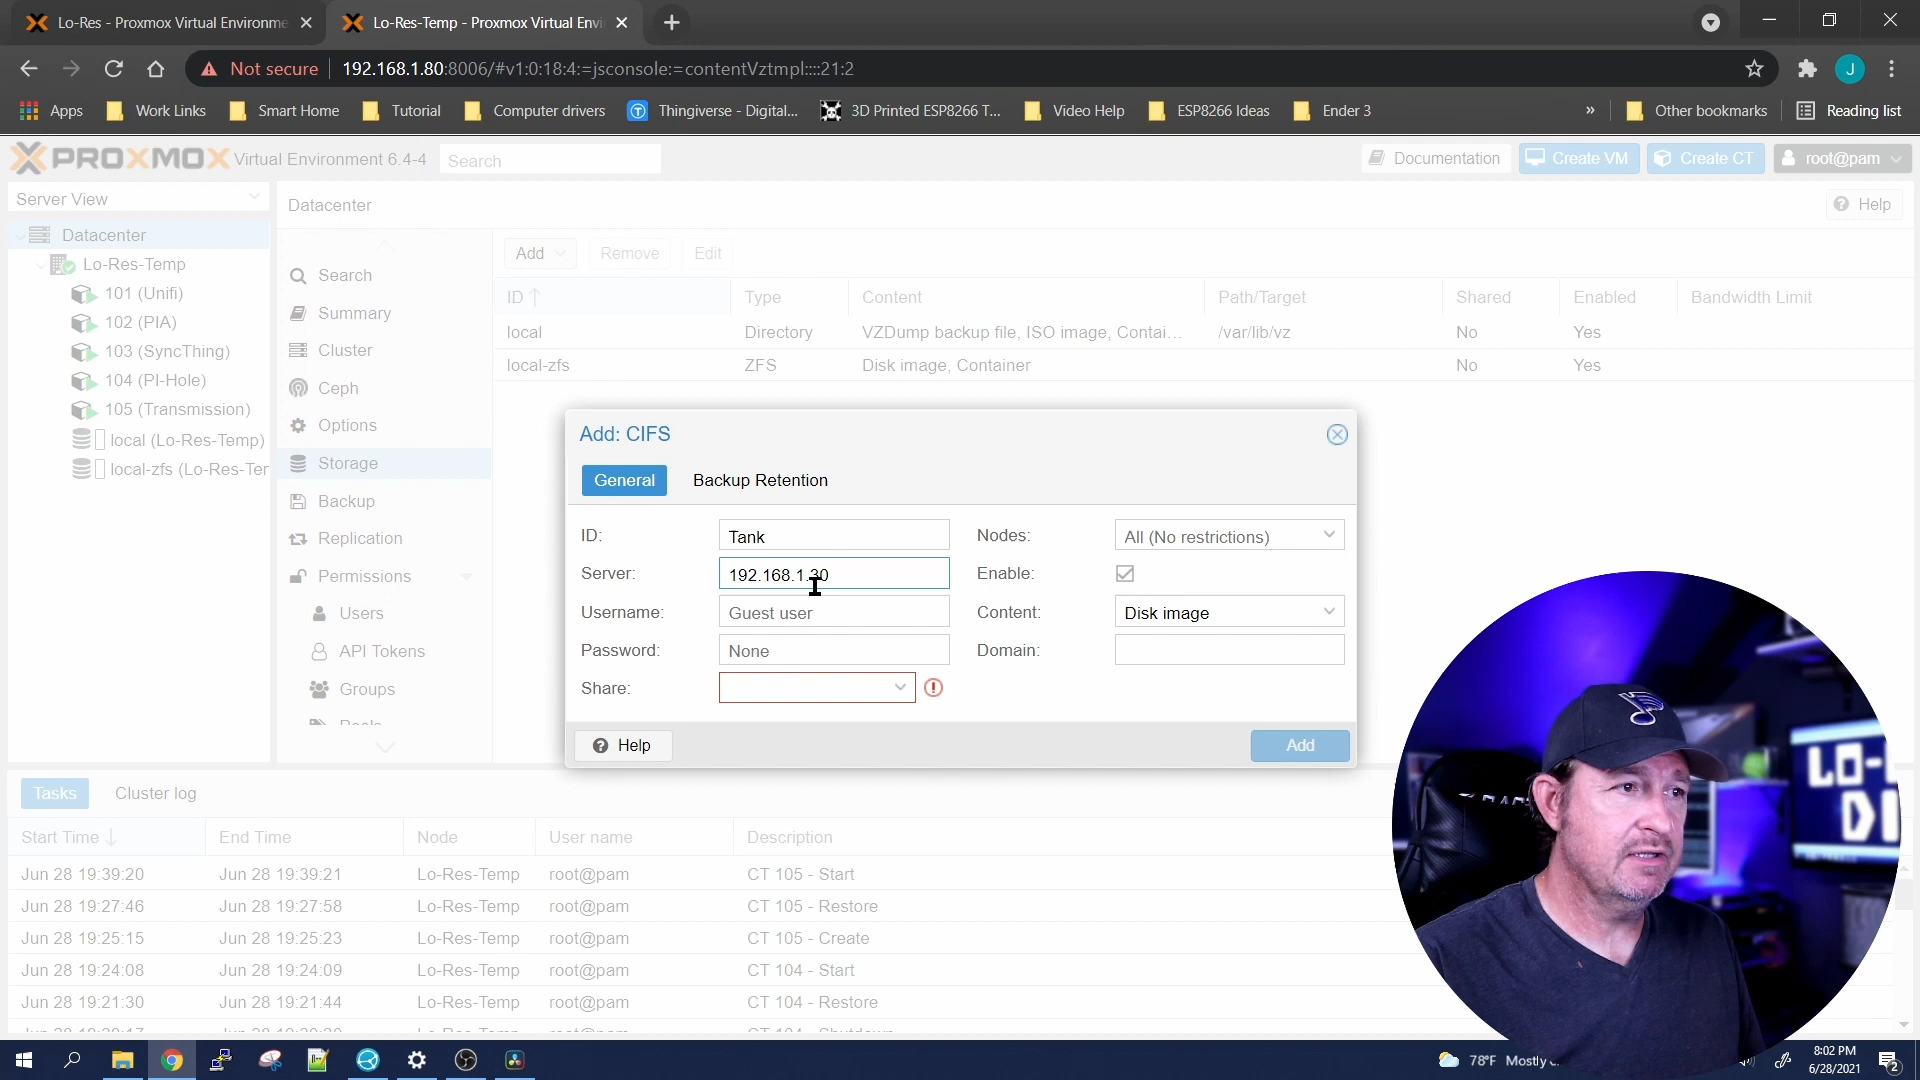 Lo-Res - Proxmox Virtual Environme
Lo-Res-Temp - Proxmox Virtual Envi
Not secure
192.168.1.80:8006/#v1:0:18:4:=jsconsole:=contentVztmpl::::21:2
J
Apps
Work Links
Smart Home
Tutorial
Computer drivers
Thingiverse - Digital...
3D Printed ESP8266 T...
Video Help
ESP8266 Ideas
Ender 3
»
Other bookmarks
Reading list
PROXMOX Virtual Environment 6.4-4
Search
Documentation
Create VM
Create CT
root@pam
Server View
Datacenter
Help
Datacenter
Lo-Res-Temp
101 (Unifi)
102 (PIA)
103 (SyncThing)
104 (PI-Hole)
105 (Transmission)
local (Lo-Res-Temp)
local-zfs (Lo-Res-Ter
Search
Summary
Cluster
Ceph
Options
Storage
Backup
Replication
Permissions
Users
API Tokens
Groups
Add
Remove
Edit
ID
Type
Content
Path/Target
Shared
Enabled
Bandwidth Limit
local
Directory
VZDump backup file, ISO image, Contai...
/var/lib/vz
No
Yes
local-zfs
ZFS
Disk image, Container
No
Yes
Add: CIFS
General
Backup Retention
ID:
Tank
Nodes:
All (No restrictions)
Server:
192.168.1.30
Enable:
Username:
Guest user
Content:
Disk image
Password:
None
Domain:
Share:
Help
Add
Tasks
Cluster log
Start Time
End Time
Node
User name
Description
Jun 28 19:39:20
Jun 28 19:39:21
Lo-Res-Temp
root@pam
CT 105 - Start
Jun 28 19:27:46
Jun 28 19:27:58
Lo-Res-Temp
root@pam
CT 105 - Restore
Jun 28 19:25:15
Jun 28 19:25:23
Lo-Res-Temp
root@pam
CT 105 - Create
Jun 28 19:24:08
Jun 28 19:24:09
Lo-Res-Temp
root@pam
CT 104 - Start
Jun 28 19:21:30
Jun 28 19:21:44
Lo-Res-Temp
root@pam
CT 104 - Restore
78°F Mostly
8:02 PM
6/28/2021
2